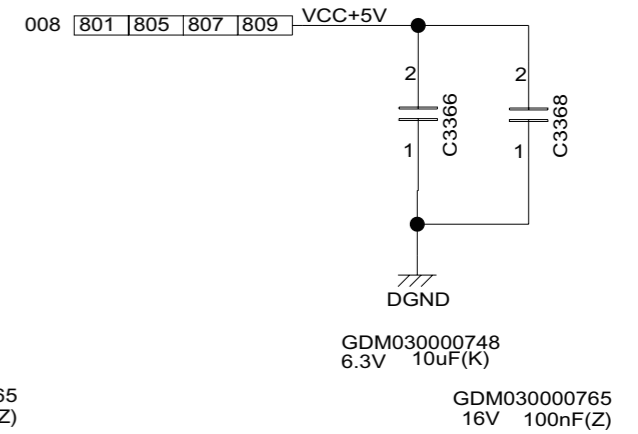 008 801 805 807 809 VCC+5V
2 2
C3366 C3368
1 1
DGND
GDM030000748
6.3V 10uF(K)
65 GDM030000765
Z) 16V 100nF(Z)